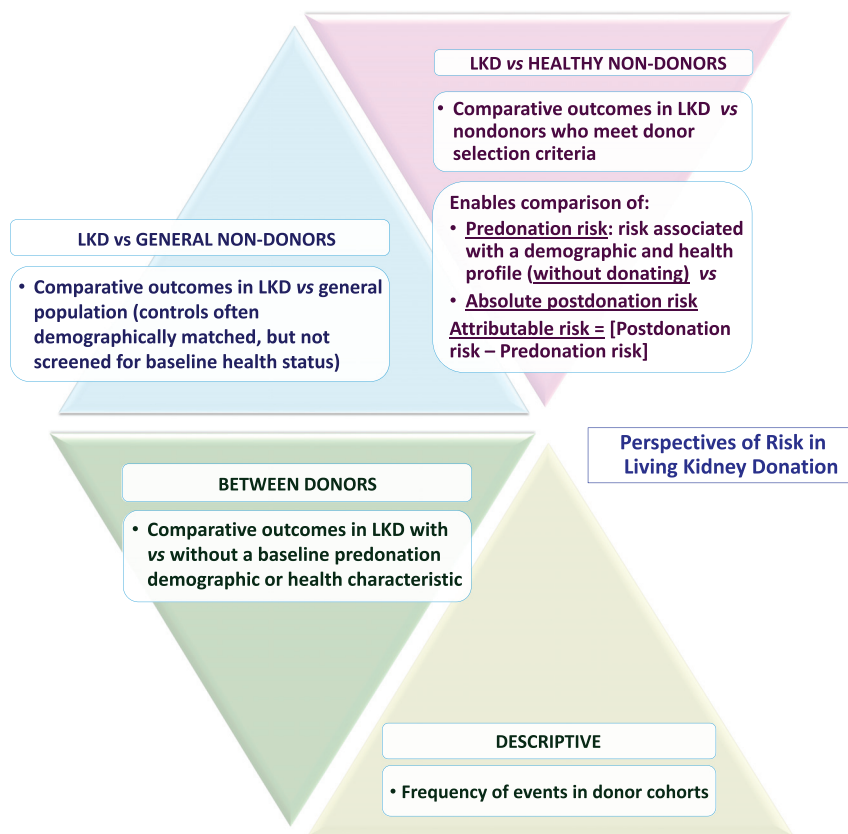 LKD vs HEALTHY NON-DONORS
• Comparative outcomes in LKD vs
nondonors who meet donor
selection criteria
Enables comparison of:
• Predonation risk: risk associated
with a demographic and health
profile (without donating) vs
• Absolute postdonation risk
Attributable risk = [Postdonation
risk – Predonation risk]
LKD vs GENERAL NON-DONORS
• Comparative outcomes in LKD vs general
population (controls often
demographically matched, but not
screened for baseline health status)
Perspectives of Risk in
Living Kidney Donation
BETWEEN DONORS
• Comparative outcomes in LKD with
vs without a baseline predonation
demographic or health characteristic
DESCRIPTIVE
• Frequency of events in donor cohorts